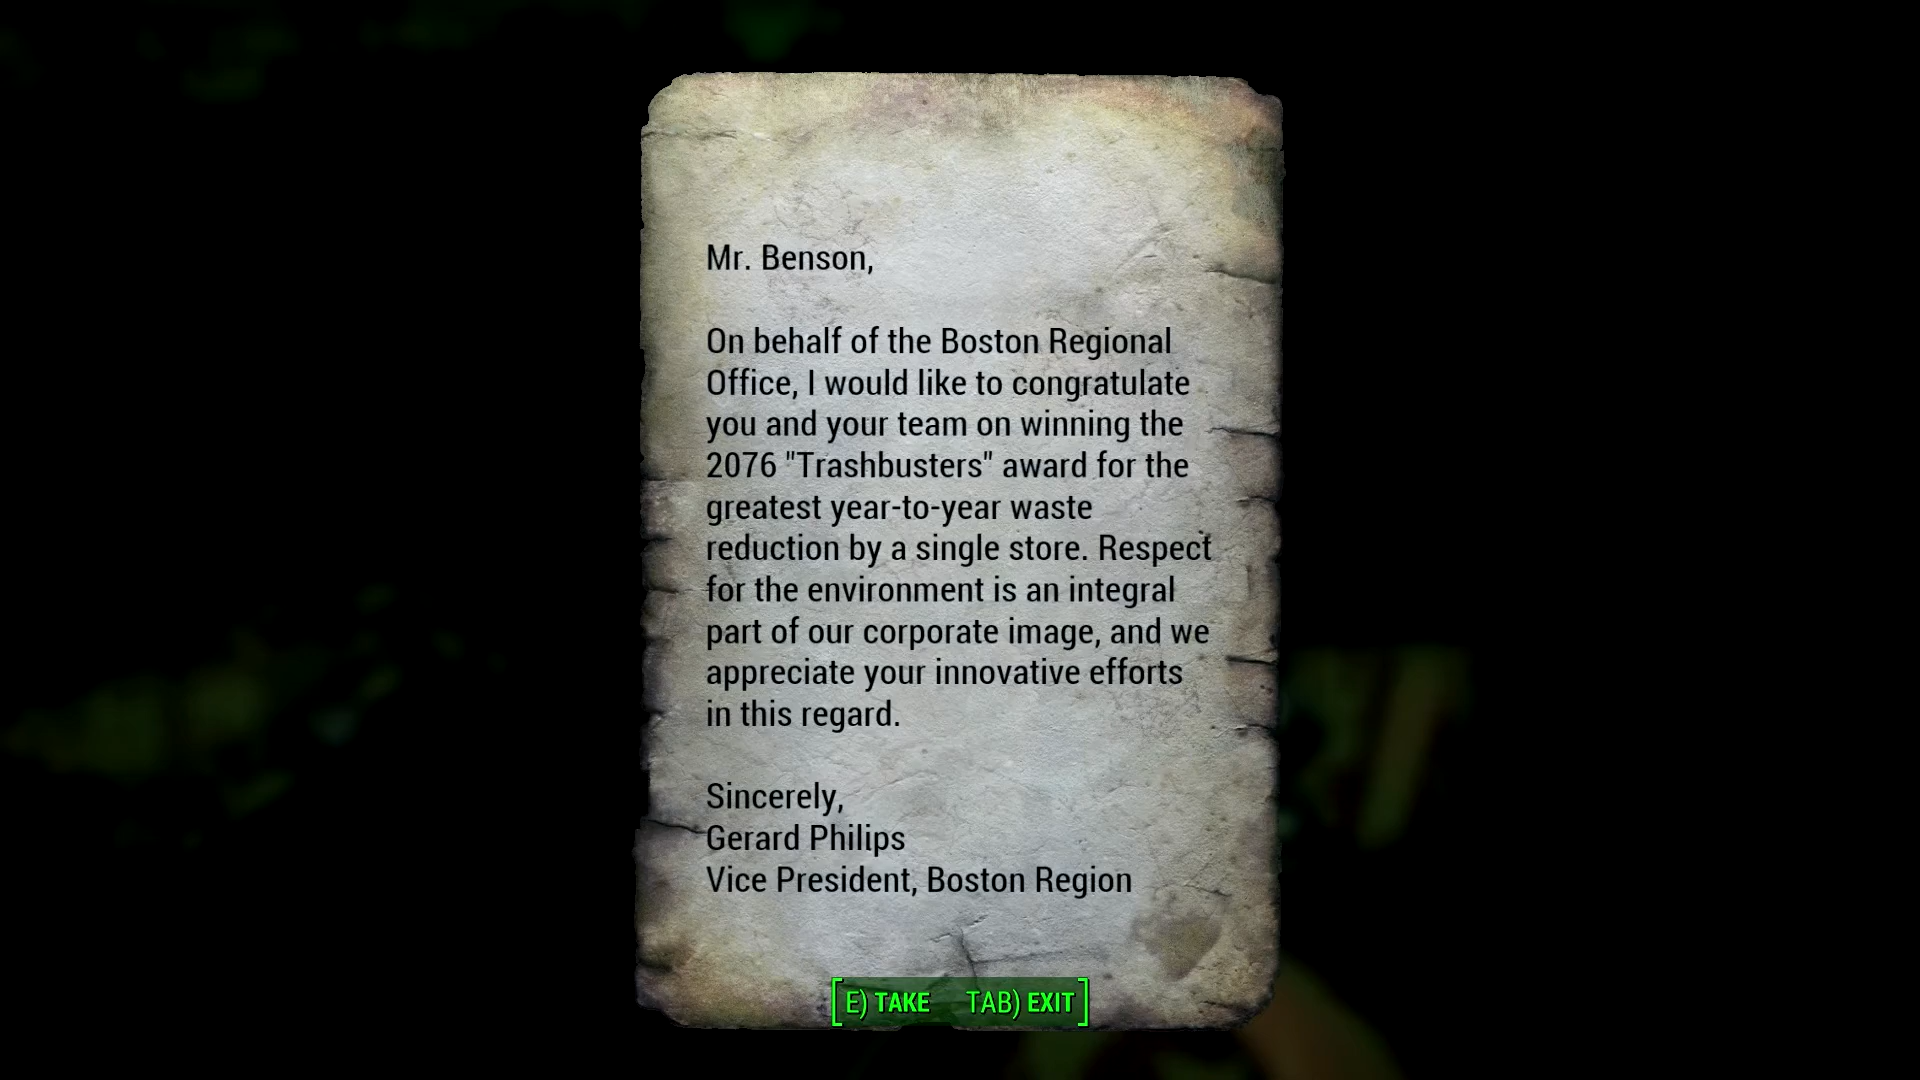 Mr. Benson,
On behalf of the Boston Regional
Office, I would like to congratulate
you and your team on winning the
2076 "Trashbusters" award for the
greatest year-to-year waste
reduction by a single store. Respect
for the environment is an integral
part of our corporate image, and we
appreciate your innovative efforts
in this regard.
Sincerely,
Gerard Philips
Vice President, Boston Region
E) TAKE TAB) EXIT